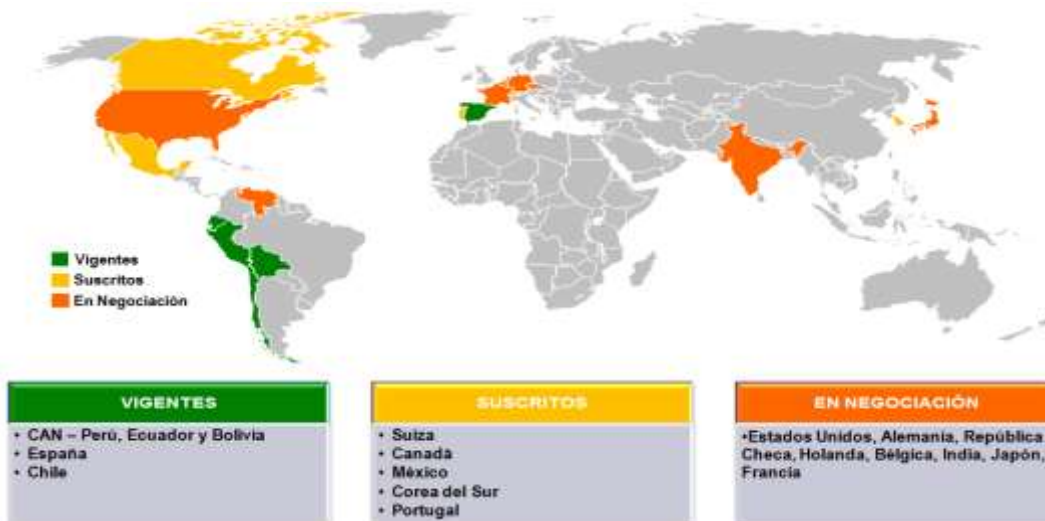 Vigentes
Suscritos
En Negociación
VIGENTES
• CAN – Perú, Ecuador y Bolivia
• España
• Chile
SUSCRITOS
• Suiza
• Canadá
• México
• Corea del Sur
• Portugal
EN NEGOCIACIÓN
•Estados Unidos, Alemania, República
Checa, Holanda, Bélgica, India, Japón,
Francia